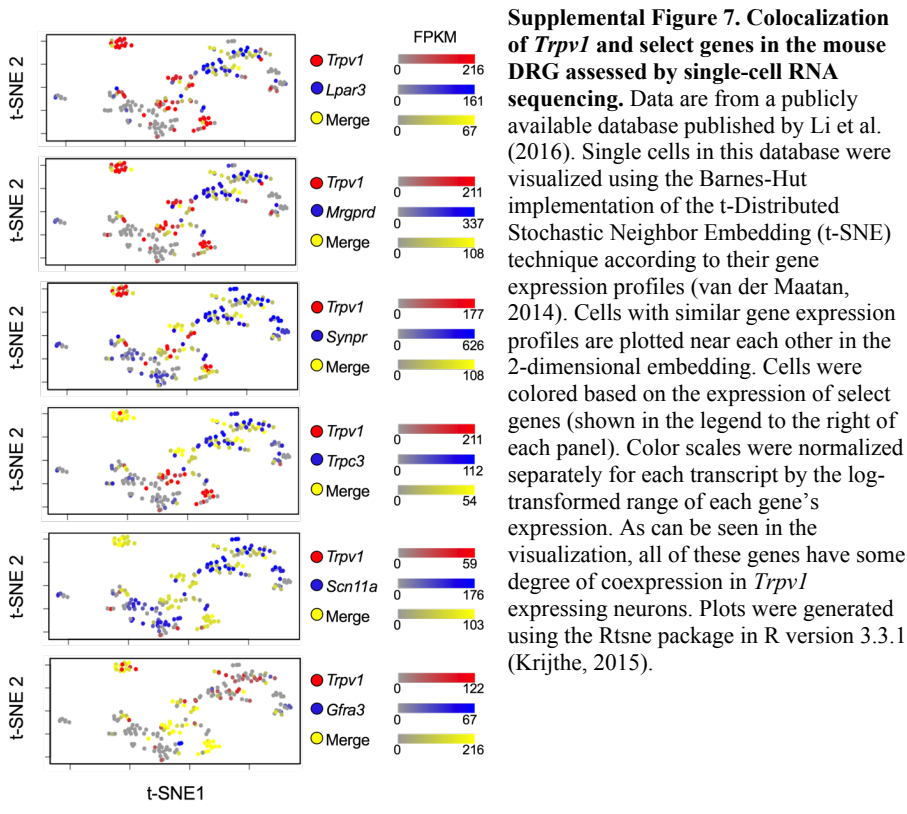 FPKM
t-SNE 2
Trpv1
0 216
Lpar3
0 161
Merge
0 67
t-SNE 2
Trpv1
0 211
Mrgprd
0 337
Merge
0 108
t-SNE 2
Trpv1
0 177
Synpr
0 626
Merge
0 108
t-SNE 2
Trpv1
0 211
Trpc3
0 112
Merge
0 54
t-SNE 2
Trpv1
0 59
Scn11a
0 176
Merge
0 103
t-SNE 2
Trpv1
0 122
Gfra3
0 67
Merge
0 216
t-SNE1
Supplemental Figure 7. Colocalization
of Trpv1 and select genes in the mouse
DRG assessed by single-cell RNA
sequencing. Data are from a publicly
available database published by Li et al.
(2016). Single cells in this database were
visualized using the Barnes-Hut
implementation of the t-Distributed
Stochastic Neighbor Embedding (t-SNE)
technique according to their gene
expression profiles (van der Maatan,
2014). Cells with similar gene expression
profiles are plotted near each other in the
2-dimensional embedding. Cells were
colored based on the expression of select
genes (shown in the legend to the right of
each panel). Color scales were normalized
separately for each transcript by the log-
transformed range of each gene’s
expression. As can be seen in the
visualization, all of these genes have some
degree of coexpression in Trpv1
expressing neurons. Plots were generated
using the Rtsne package in R version 3.3.1
(Krijthe, 2015).